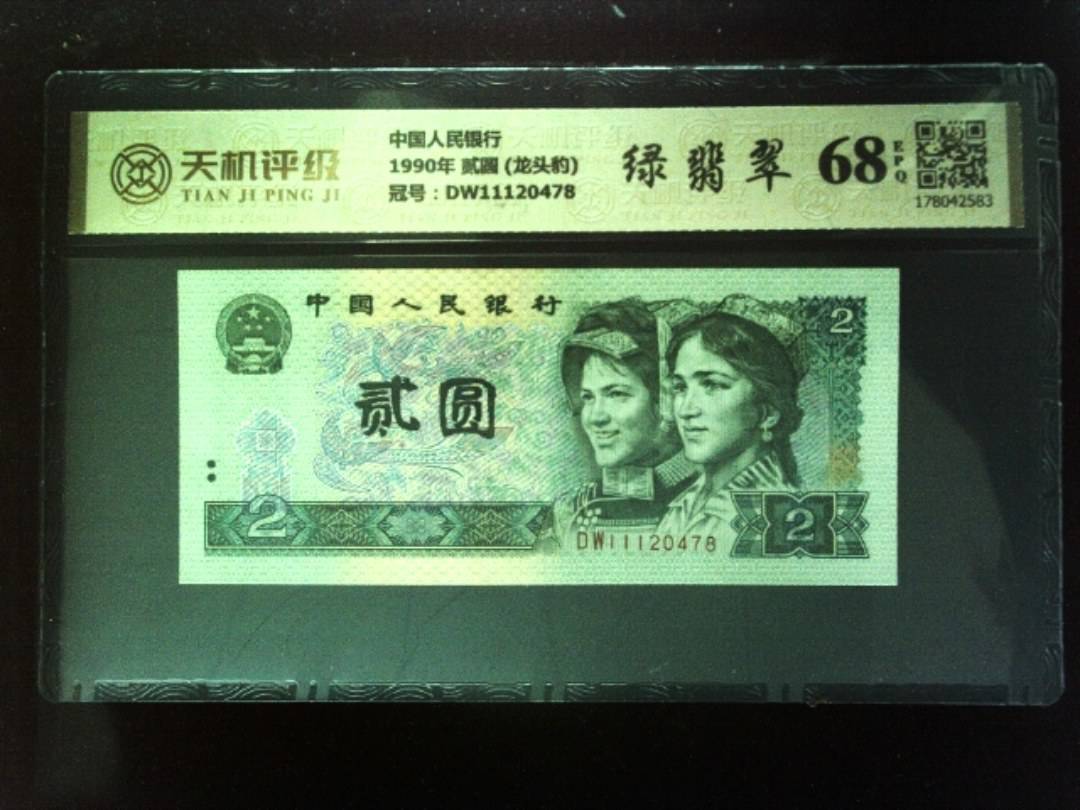 天机评级
TIAN JI PING JI
中国人民银行
1990年 贰圆 (龙头豹)
冠号：DW11120478
绿翡翠
68
EPQ
178042583
中国人民银行
2
贰圆
2
DW11120478
2